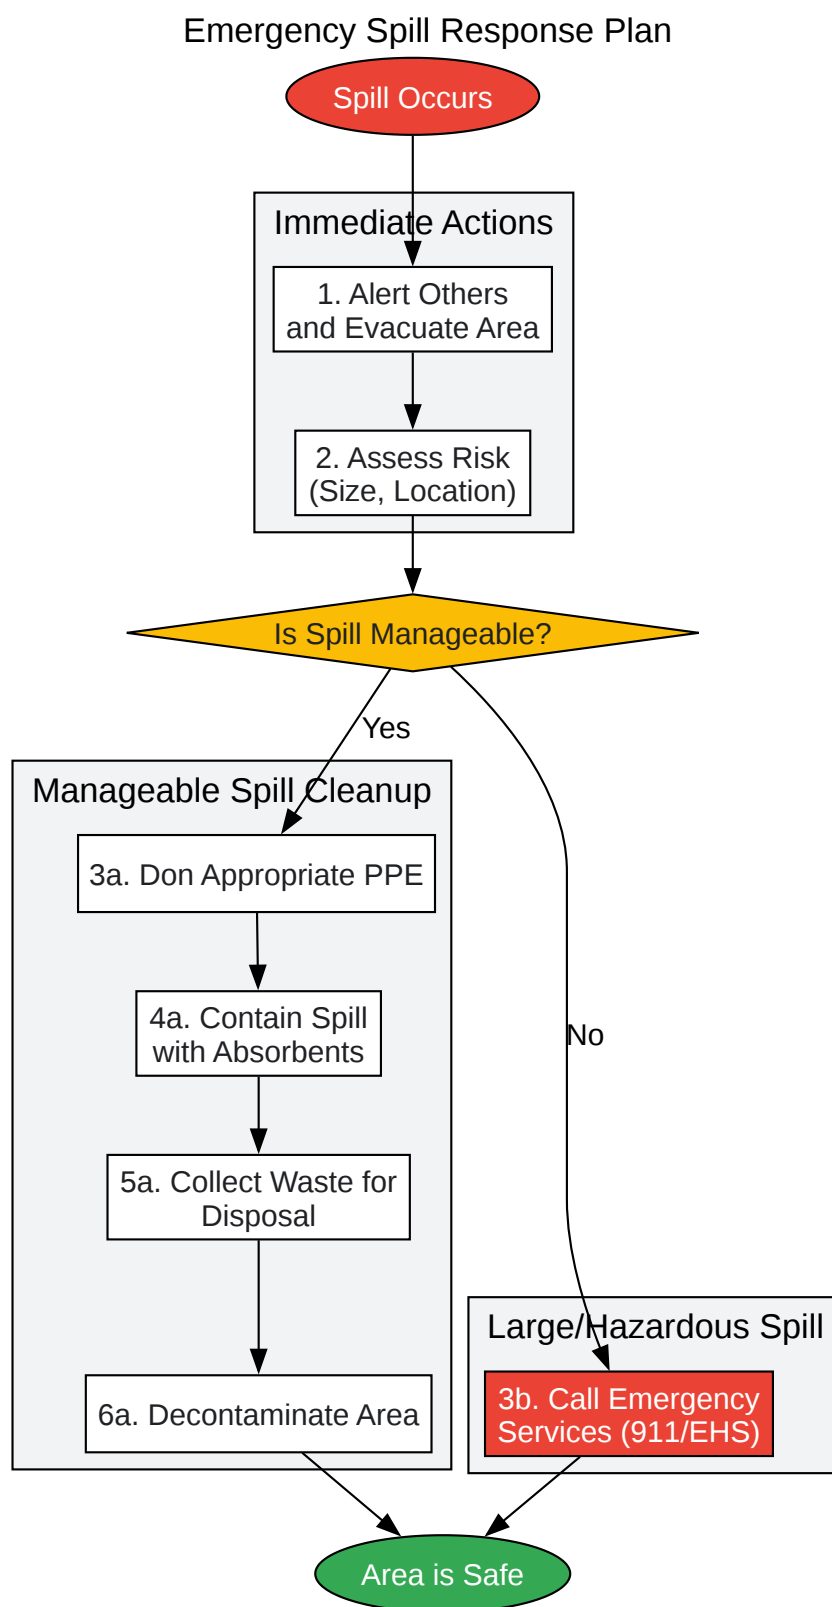 Emergency Spill Response Plan
Spill Occurs
Immediate Actions
1. Alert Others
and Evacuate Area
2. Assess Risk
(Size, Location)
Is Spill Manageable?
Yes
Manageable Spill Cleanup
3a. Don Appropriate PPE
4a. Contain Spill
with Absorbents
5a. Collect Waste for
Disposal
6a. Decontaminate Area
No
Large/Hazardous Spill
3b. Call Emergency
Services (911/EHS)
Area is Safe